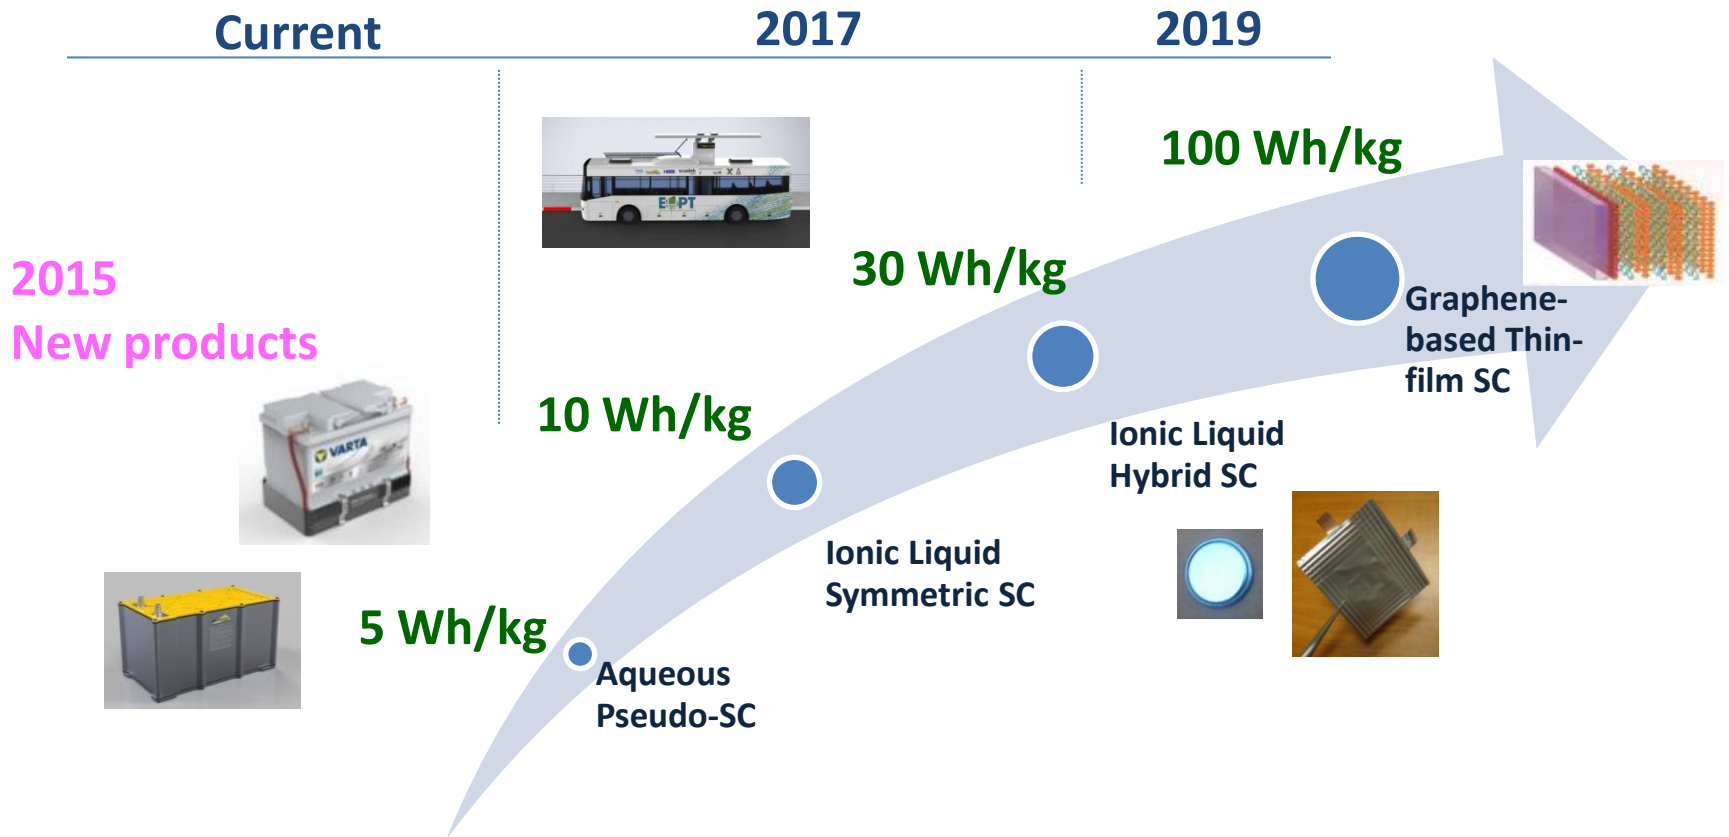 Current
2017
2019
100 Wh/kg
30 Wh/kg
2015
New products
10 Wh/kg
5 Wh/kg
Graphene-
based Thin-
film SC
Ionic Liquid
Hybrid SC
Ionic Liquid
Symmetric SC
Aqueous
Pseudo-SC
VARTA